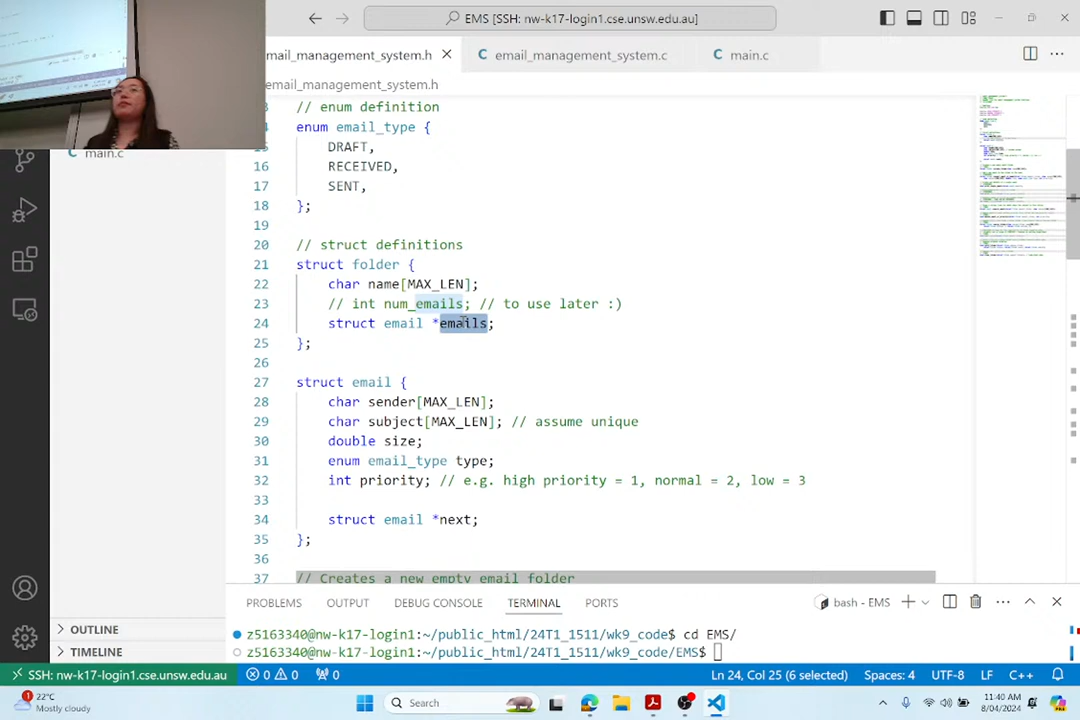 EMS [SSH: nw-k17-login1.cse.unsw.edu.au]
mail_management_system.h
email_management_system.c
main.c
email_management_system.h
main.c
// enum definition
enum email_type {
DRAFT,
16 RECEIVED,
17 SENT,
18 };
19
20 // struct definitions
21 struct folder {
22 char name[MAX_LEN];
23 // int num_emails; // to use later :)
24 struct email *emails;
25 };
26
27 struct email {
28 char sender[MAX_LEN];
29 char subject[MAX_LEN]; // assume unique
30 double size;
31 enum email_type type;
32 int priority; // e.g. high priority = 1, normal = 2, low = 3
33
34 struct email *next;
35 };
36
37 // Creates a new empty email folder
OUTLINE
TIMELINE
PROBLEMS OUTPUT DEBUG CONSOLE TERMINAL PORTS
bash - EMS
z5163340@nw-k17-login1:~/public_html/24T1_1511/wk9_code$ cd EMS/
z5163340@nw-k17-login1:~/public_html/24T1_1511/wk9_code/EMS$
SSH: nw-k17-login1.cse.unsw.edu.au 0 0 0 Ln 24, Col 25 (6 selected) Spaces: 4 UTF-8 LF C++
1
22°C
Mostly cloudy
Search
11:40 AM
8/04/2024